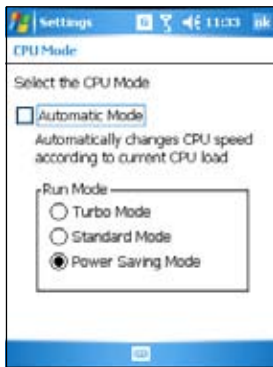 Settings 11:33 ok
CPU Mode
Select the CPU Mode
Automatic Mode
Automatically changes CPU speed
according to current CPU load
Run Mode
Turbo Mode
Standard Mode
Power Saving Mode